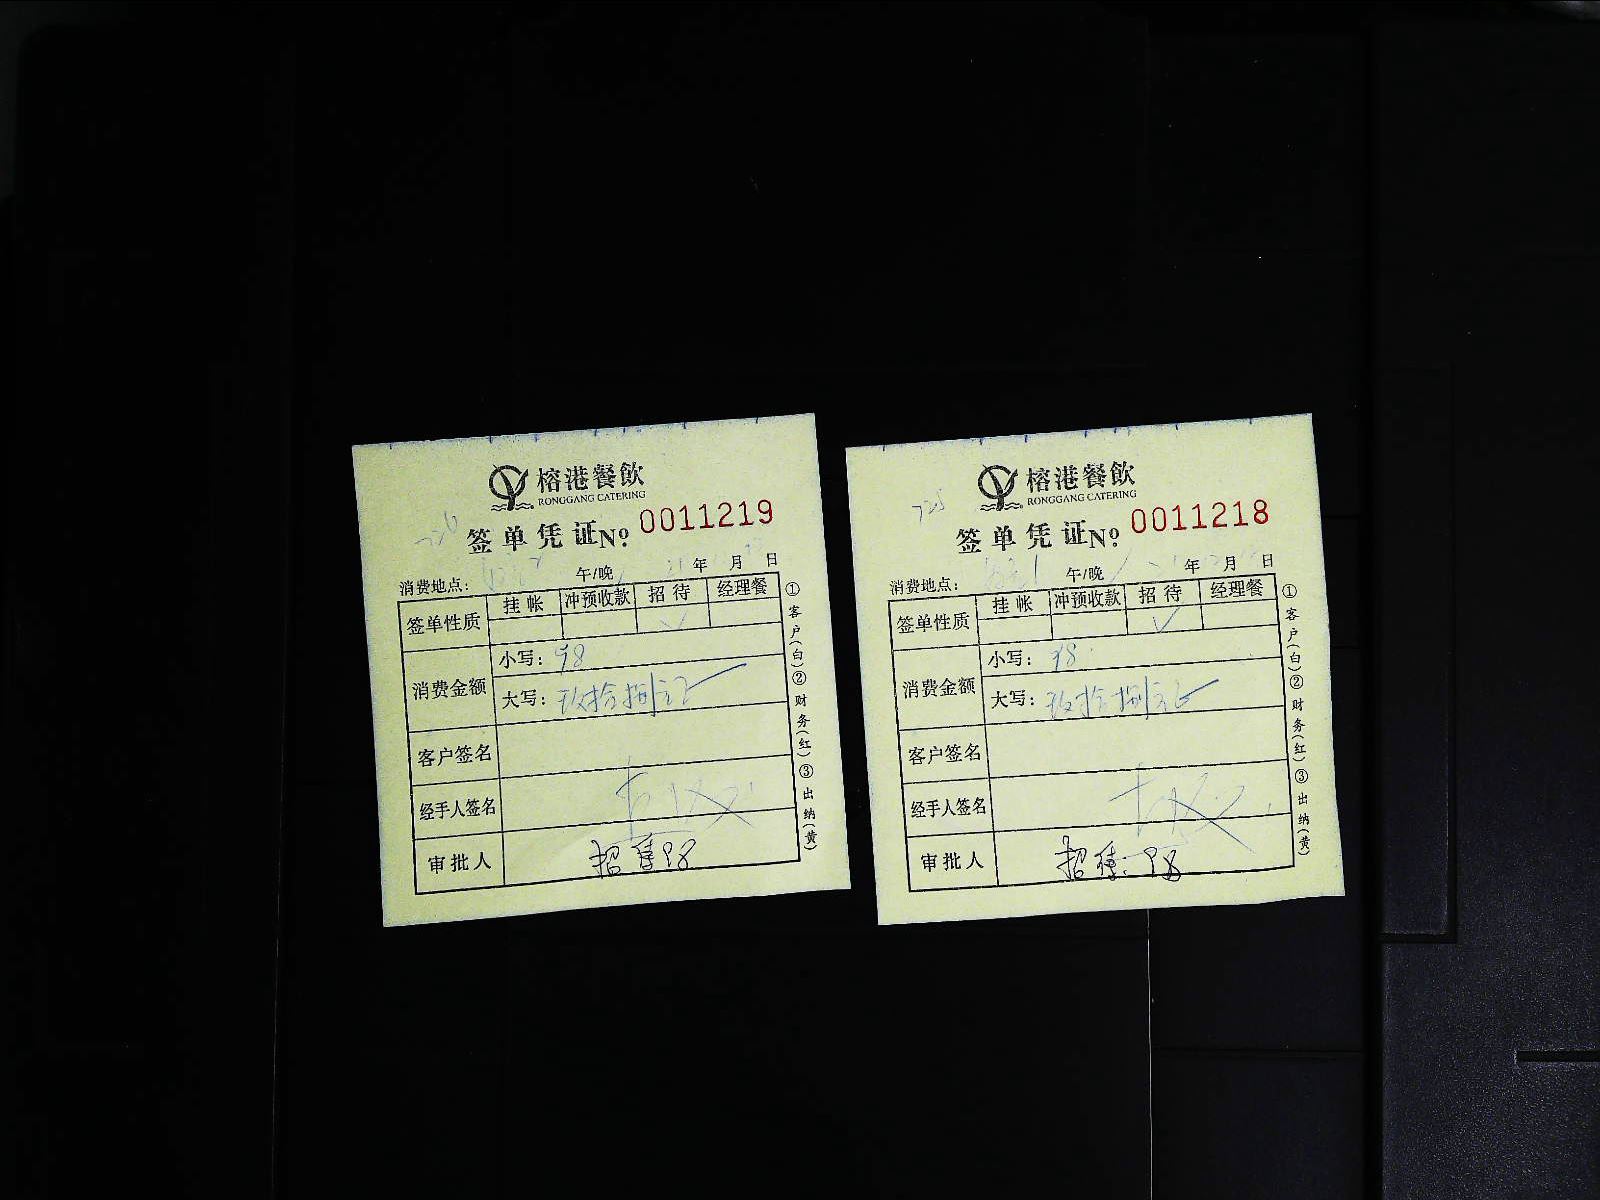 榕港餐飲
RONGGANG CATERING
签单凭证№ 0011219
年 月 日
消费地点： 午/晚
签单性质 挂帐 冲预收款 招待 经理餐
✓
消费金额 小写：98
大写：玖拾捌元正
客户签名
经手人签名
审批人 招待98
①客户(白)②财务(红)③出纳(黄)
榕港餐飲
RONGGANG CATERING
725
签单凭证№ 0011218
年 月 日
消费地点： 午/晚
签单性质 挂帐 冲预收款 招待 经理餐
✓
消费金额 小写：98
大写：玖拾捌元正
客户签名
经手人签名
审批人 招待：98
①客户(白)②财务(红)③出纳(黄)